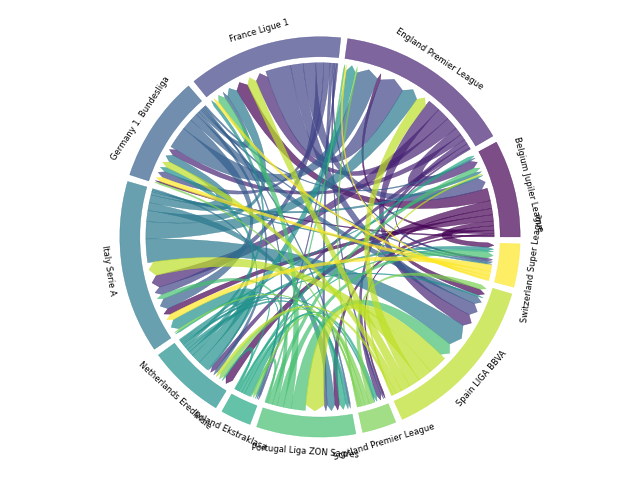 France Ligue 1
England Premier League
Germany 1. Bundesliga
Belgium Jupiler League
Switzerland Super League
Italy Serie A
Spain LIGA BBVA
Netherlands Eredivisie
Poland Ekstraklasa
Portugal Liga ZON Sagres
Scotland Premier League